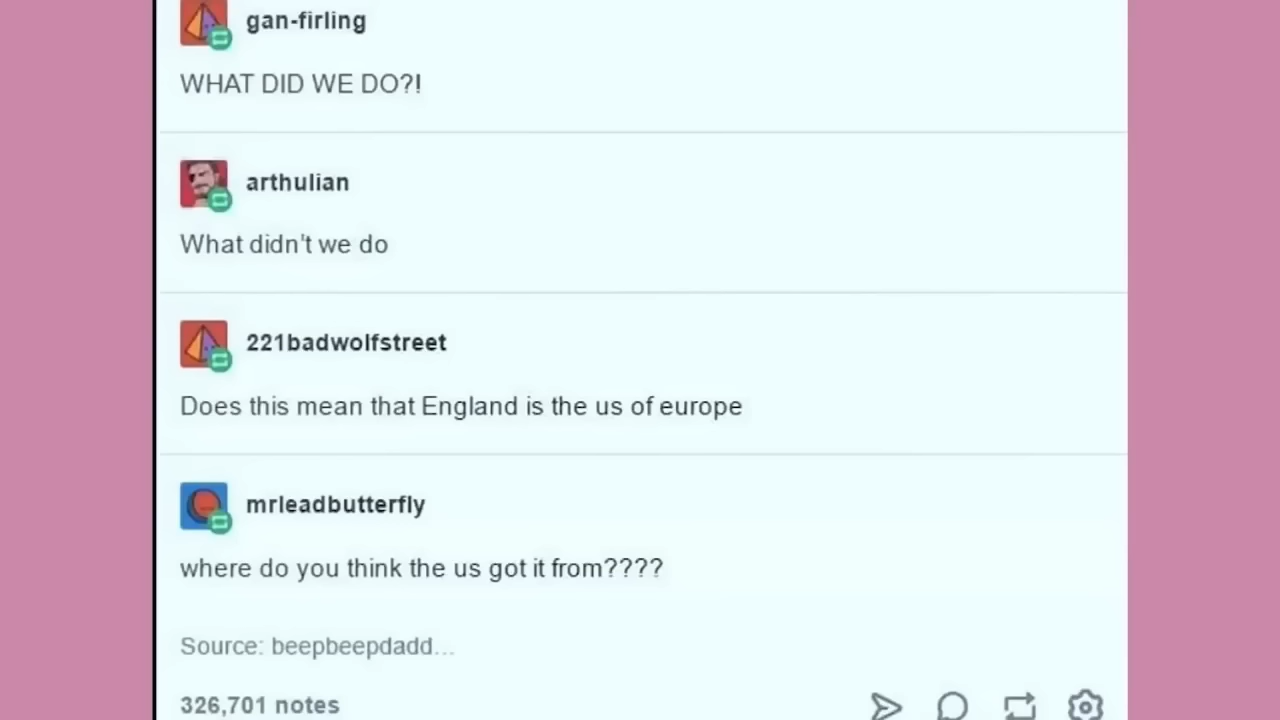 gan-firling
WHAT DID WE DO?!
arthulian
What didn't we do
221badwolfstreet
Does this mean that England is the us of europe
mrleadbutterfly
where do you think the us got it from????
Source: beepbeepdadd...
326,701 notes